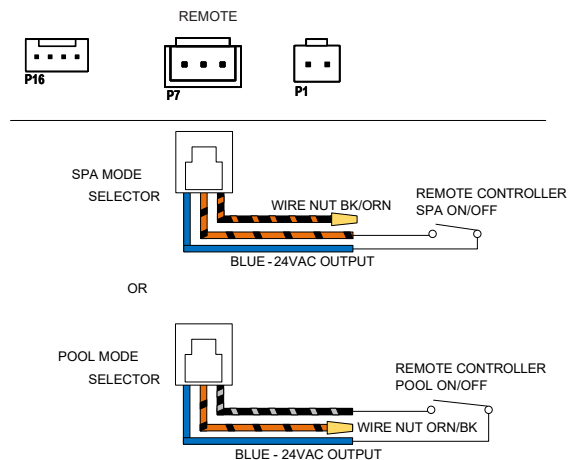 REMOTE
P16
P7
P1
SPA MODE
SELECTOR
WIRE NUT BK/ORN
REMOTE CONTROLLER
SPA ON/OFF
BLUE - 24VAC OUTPUT
OR
POOL MODE
SELECTOR
REMOTE CONTROLLER
POOL ON/OFF
WIRE NUT ORN/BK
BLUE - 24VAC OUTPUT